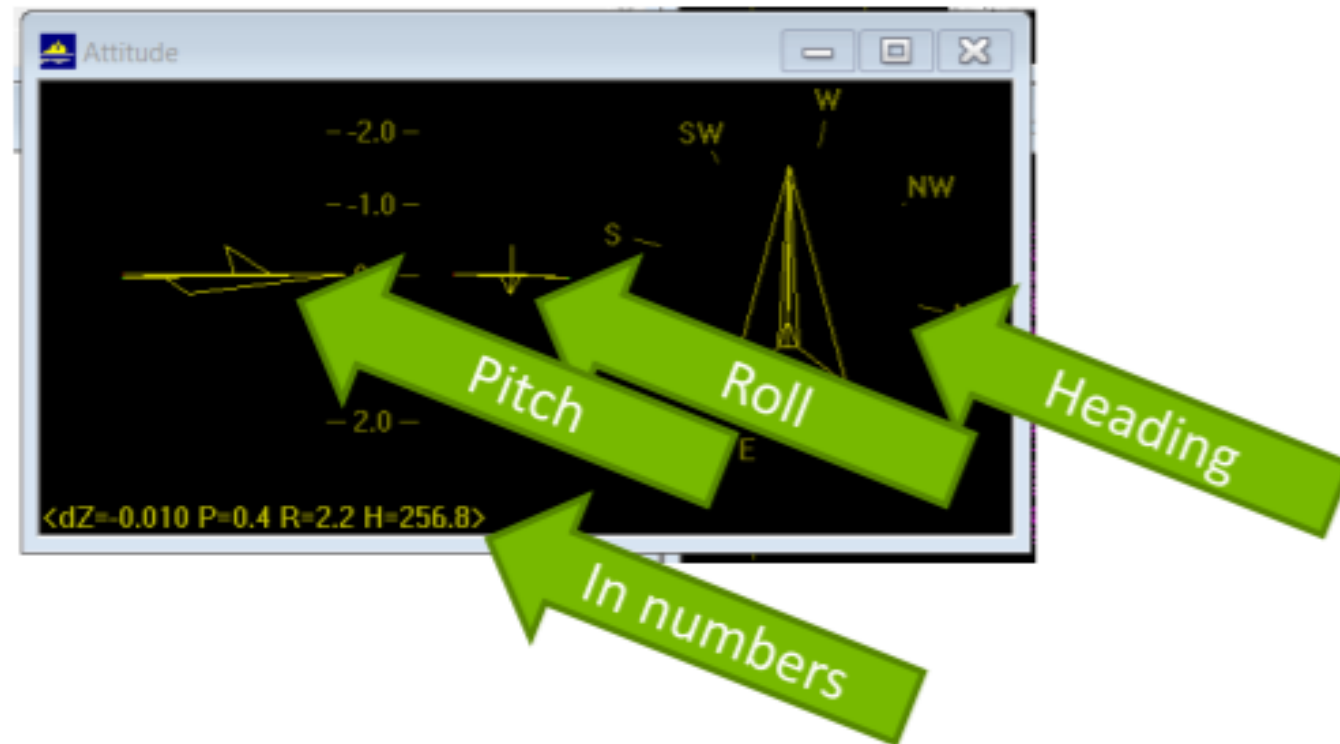 Attitude
W
- -2.0 -
SW
NW
- -1.0 -
S
Pitch
Roll
Heading
- 2.0 -
E
<dZ=-0.010 P=0.4 R=2.2 H=256.8>
In numbers